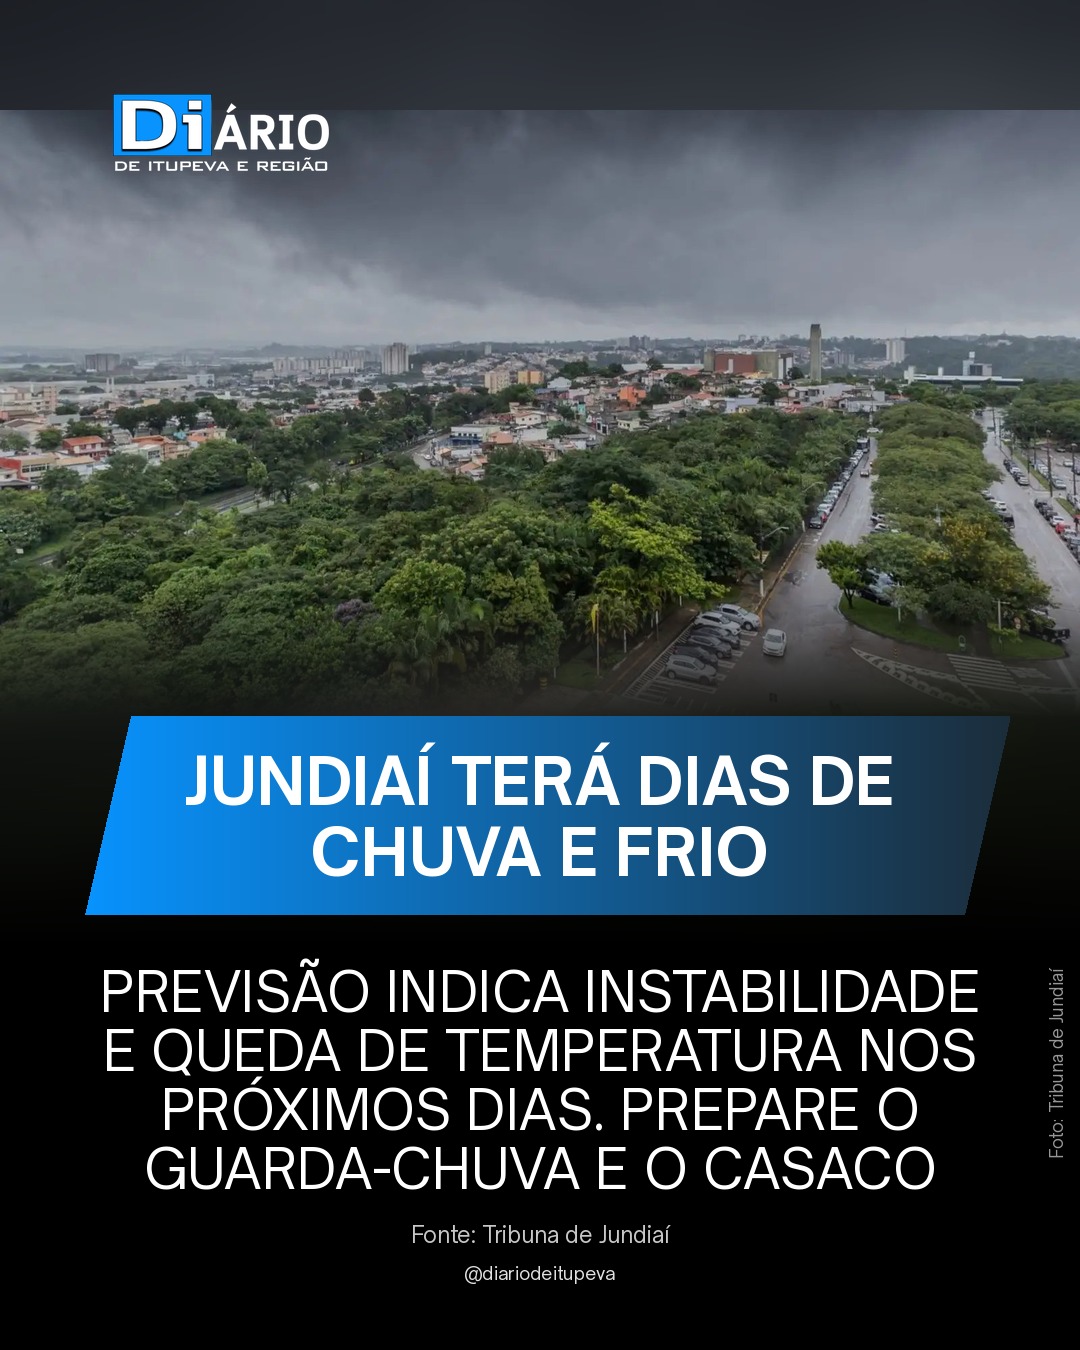 DiÁRIO
DE ITUPEVA E REGIÃO
JUNDIAÍ TERÁ DIAS DE
CHUVA E FRIO
PREVISÃO INDICA INSTABILIDADE
E QUEDA DE TEMPERATURA NOS
PRÓXIMOS DIAS. PREPARE O
GUARDA-CHUVA E O CASACO
Foto: Tribuna de Jundiaí
Fonte: Tribuna de Jundiaí
@diariodeitupeva